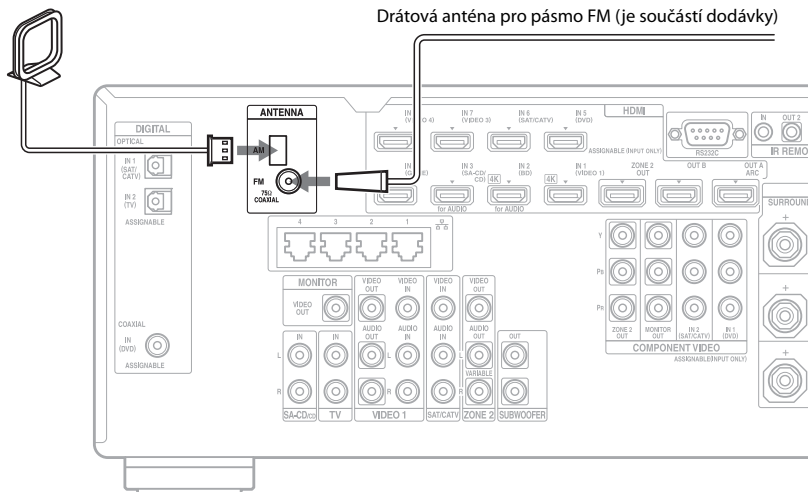 Drátová anténa pro pásmo FM (je součástí dodávky)
ANTENNA
AM
FM
75Ω
COAXIAL
DIGITAL
OPTICAL
IN 1
(SAT/
CATV)
IN 2
(TV)
ASSIGNABLE
COAXIAL
IN
(DVD)
ASSIGNABLE
HDMI
IN 7
(VIDEO 3)
IN 6
(SAT/CATV)
IN 5
(DVD)
ASSIGNABLE (INPUT ONLY)
IN 3
(SA-CD/
CD)
4K
IN 2
(BD)
4K
IN 1
(VIDEO 1)
ZONE 2
OUT
OUT B
OUT A
ARC
for AUDIO
for AUDIO
RS232C
IN
OUT 2
IR REMO
SURROUN
4 3 2 1
MONITOR
VIDEO
OUT
VIDEO
OUT
VIDEO
IN
VIDEO
IN
VIDEO
OUT
IN
IN
AUDIO
OUT
AUDIO
IN
AUDIO
IN
AUDIO
OUT
OUT
L
L
L
VARIABLE
R
R
R
SA-CD/CD
TV
VIDEO 1
SAT/CATV
ZONE 2
SUBWOOFER
Y
PB
PR
ZONE 2
OUT
MONITOR
OUT
IN 2
(SAT/CATV)
IN 1
(DVD)
COMPONENT VIDEO
ASSIGNABLE(INPUT ONLY)
+
+
+